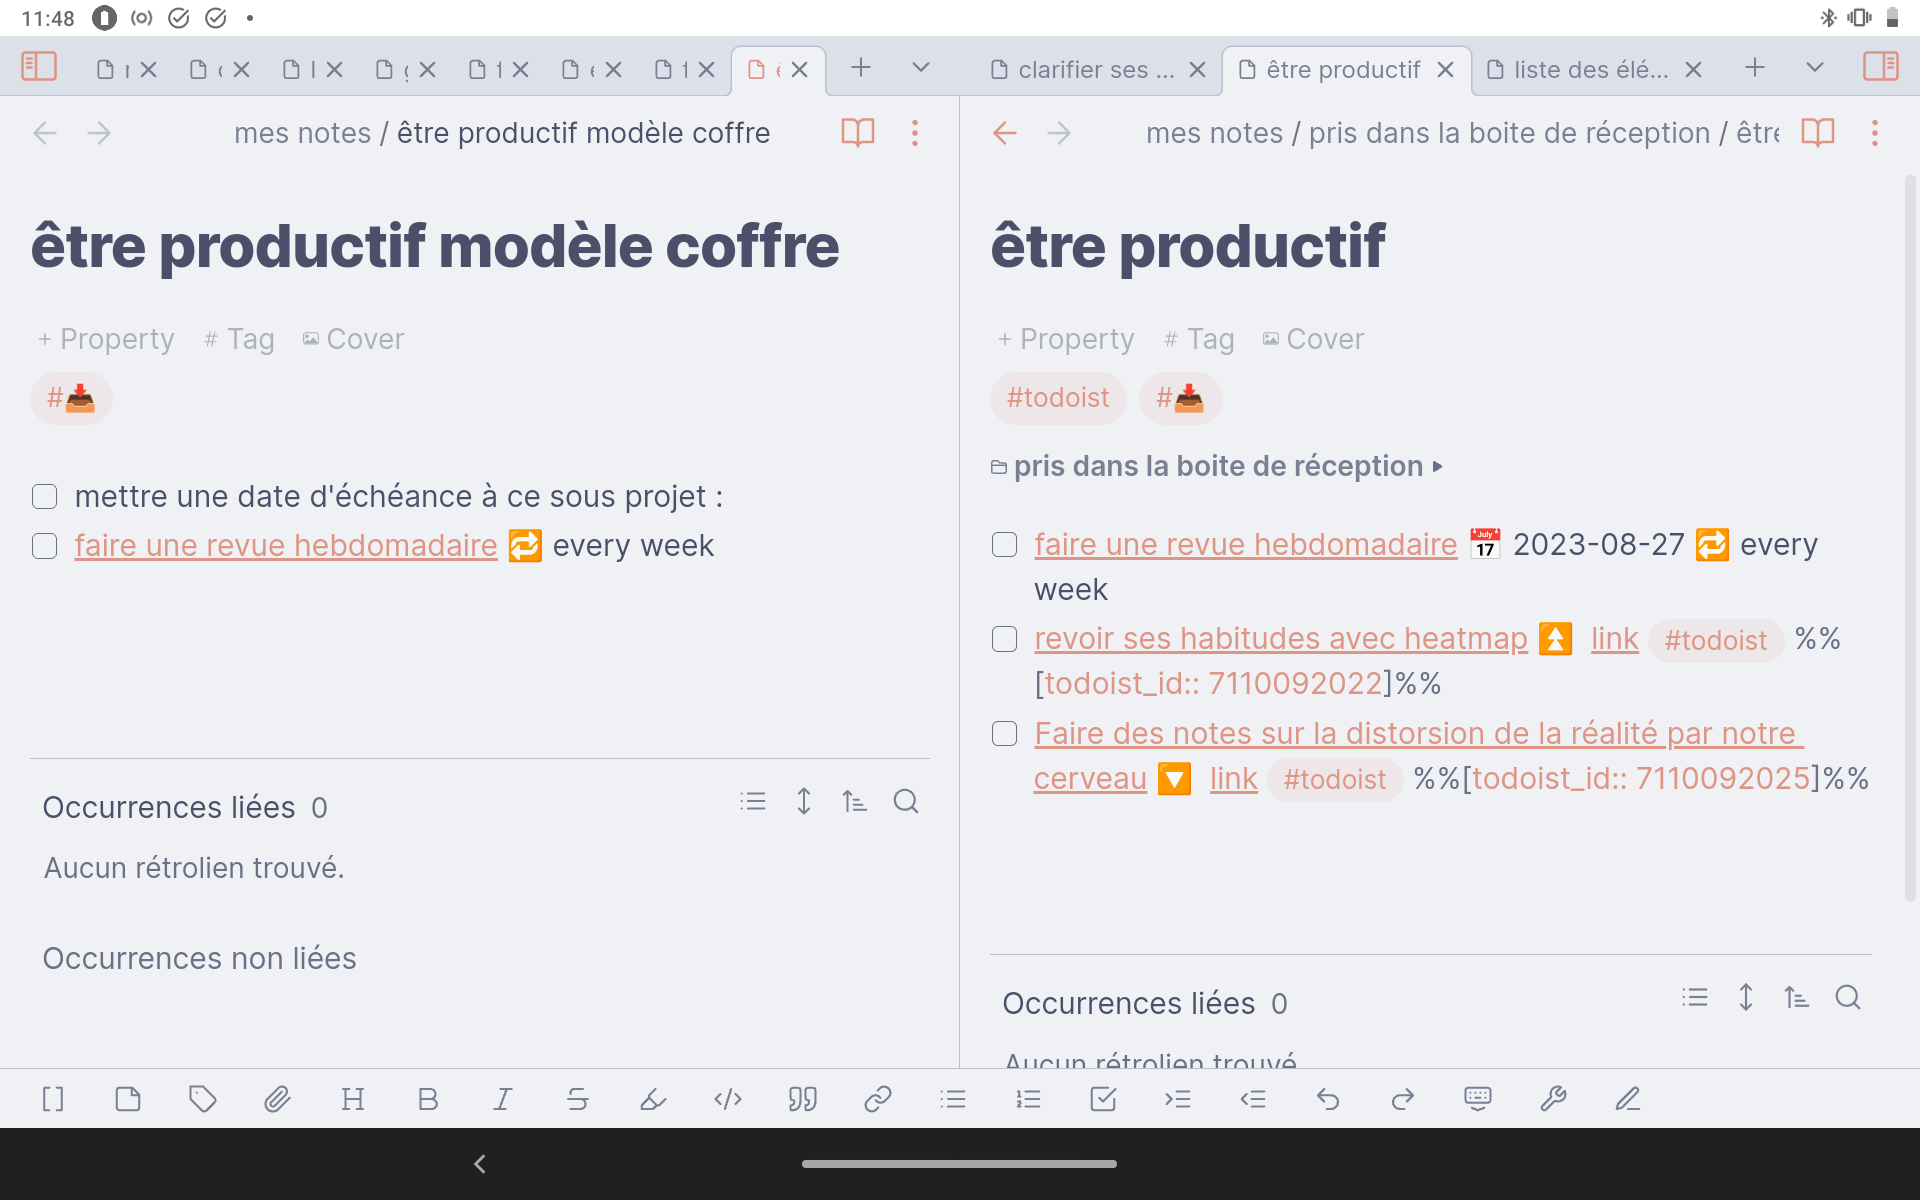 11:48
clarifier ses ...
être productif
liste des élé...
mes notes / être productif modèle coffre
être productif modèle coffre
+ Property # Tag Cover
#📥
mettre une date d'échéance à ce sous projet :
faire une revue hebdomadaire 🔁 every week
Occurrences liées 0
Aucun rétrolien trouvé.
Occurrences non liées
mes notes / pris dans la boite de réception / être
être productif
+ Property # Tag Cover
#todoist #📥
pris dans la boite de réception
faire une revue hebdomadaire 📅 2023-08-27 🔁 every
week
revoir ses habitudes avec heatmap ⏫ link #todoist %%
[todoist_id:: 7110092022]%%
Faire des notes sur la distorsion de la réalité par notre
cerveau 🔽 link #todoist %%[todoist_id:: 7110092025]%%
Occurrences liées 0
Aucun rétrolien trouvé